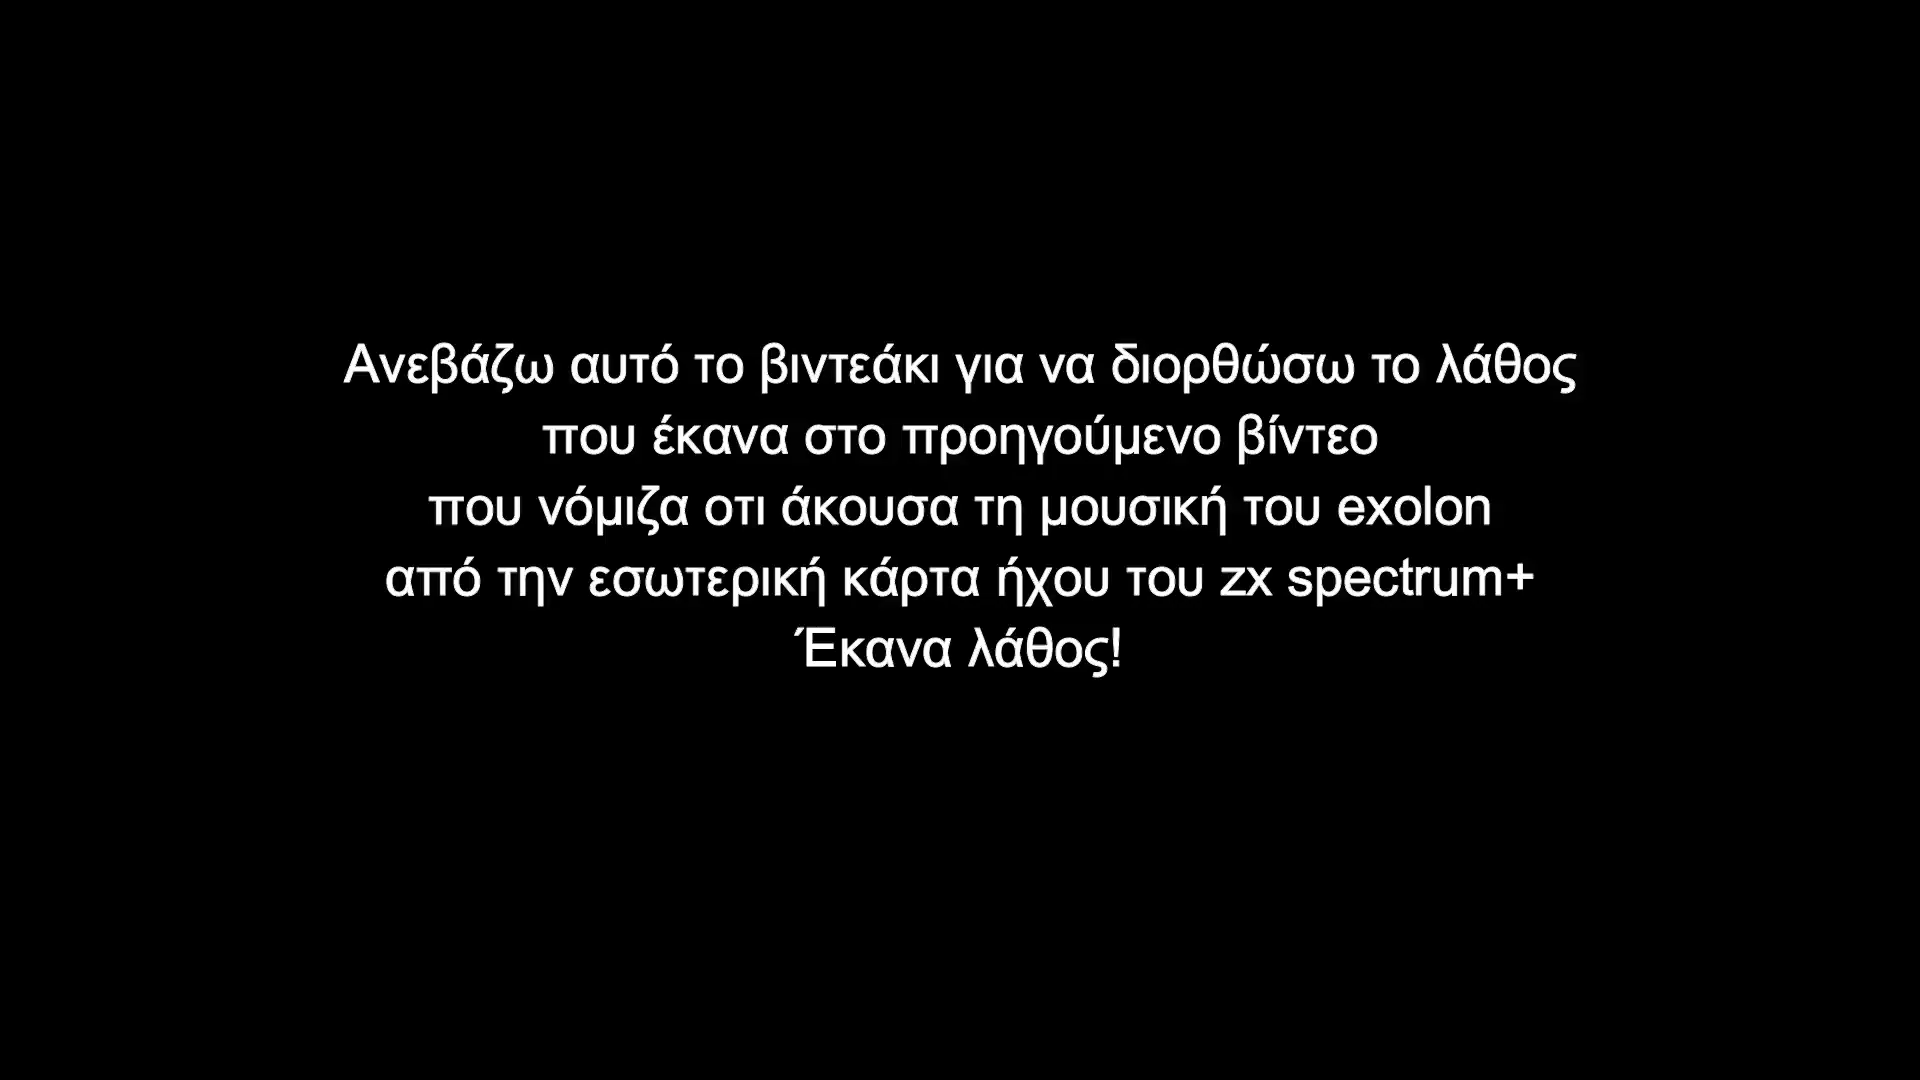 Ανεβάζω αυτό το βιντεάκι για να διορθώσω το λάθος
που έκανα στο προηγούμενο βίντεο
που νόμιζα οτι άκουσα τη μουσική του exolon
από την εσωτερική κάρτα ήχου του zx spectrum+
Έκανα λάθος!